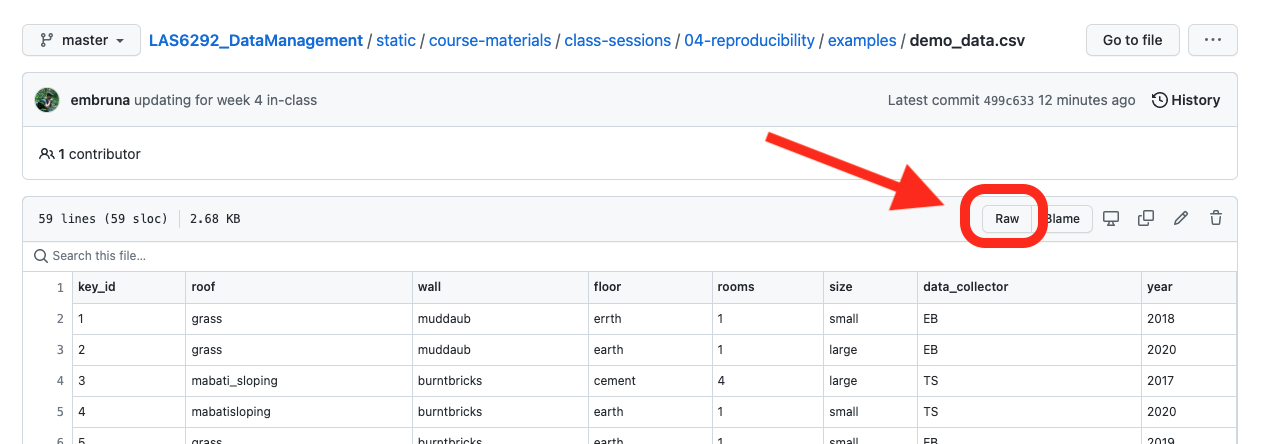 master LAS6292_DataManagement / static / course-materials / class-sessions / 04-reproducibility / examples / demo_data.csv Go to file ...
embruna updating for week 4 in-class Latest commit 499c633 12 minutes ago History
1 contributor
59 lines (59 sloc) 2.68 KB Raw Blame
Search this file...
1 key_id roof wall floor rooms size data_collector year
2 1 grass muddaub errth 1 small EB 2018
3 2 grass muddaub earth 1 large EB 2020
4 3 mabati_sloping burntbricks cement 4 large TS 2017
5 4 mabatisloping burntbricks earth 1 small TS 2020
6 5 grass burntbricks earth 1 small EB 2019